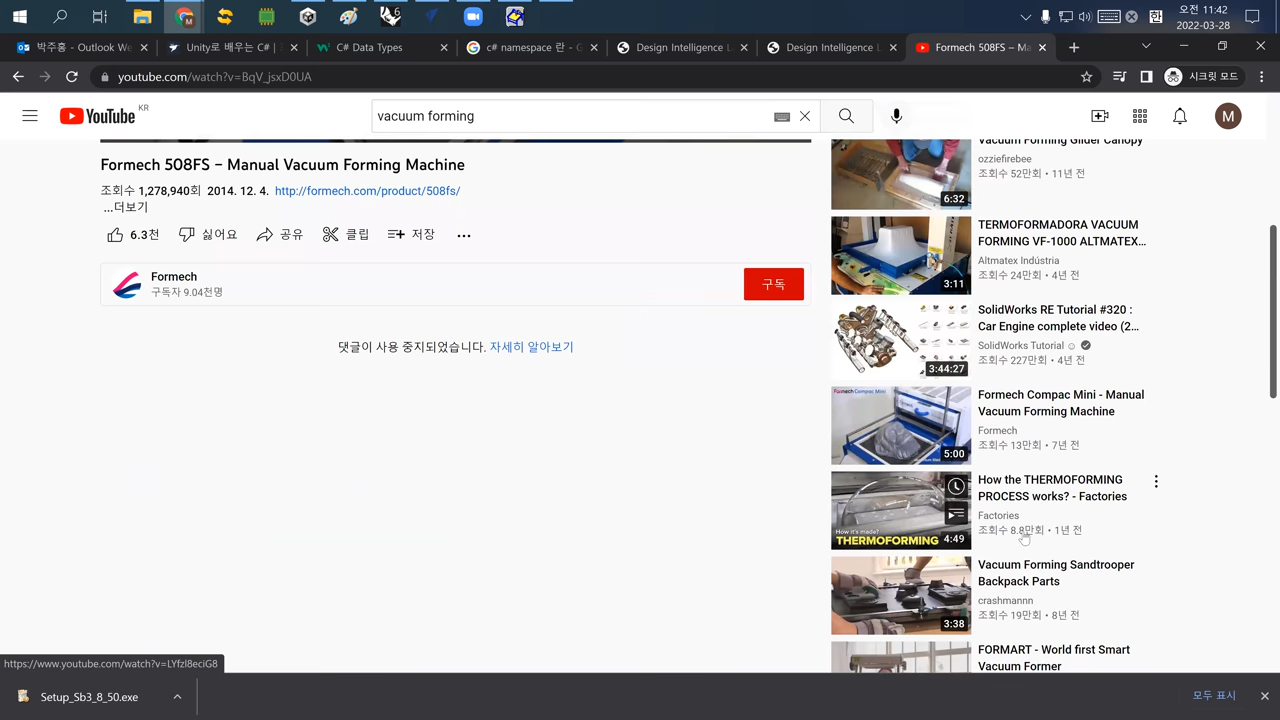 오전 11:42
2022-03-28
한
박주홍 - Outlook We
Unity로 배우는 C# |
C# Data Types
c# namespace 란 - G
Design Intelligence L
Design Intelligence L
Formech 508FS – Ma
youtube.com/watch?v=BqV_jsxD0UA
시크릿 모드
YouTube KR
vacuum forming
M
Formech 508FS – Manual Vacuum Forming Machine
조회수 1,278,940회 2014. 12. 4. http://formech.com/product/508fs/
...더보기
6.3천 싫어요 공유 클립 저장
Formech
구독자 9.04천명
구독
댓글이 사용 중지되었습니다. 자세히 알아보기
Vacuum Forming Glider Canopy
ozziefirebee
조회수 52만회 • 11년 전
6:32
TERMOFORMADORA VACUUM
FORMING VF-1000 ALTMATEX…
Altmatex Indústria
조회수 24만회 • 4년 전
3:11
SolidWorks RE Tutorial #320 :
Car Engine complete video (2…
SolidWorks Tutorial ☺
조회수 227만회 • 4년 전
3:44:27
Formech Compac Mini - Manual
Vacuum Forming Machine
Formech
조회수 13만회 • 7년 전
Formech Compac Mini
5:00
How the THERMOFORMING
PROCESS works? - Factories
Factories
조회수 8.8만회 • 1년 전
How it's made?
THERMOFORMING
4:49
Vacuum Forming Sandtrooper
Backpack Parts
crashmannn
조회수 19만회 • 8년 전
3:38
FORMART - World first Smart
Vacuum Former
https://www.youtube.com/watch?v=LYfzl8eciG8
Setup_Sb3_8_50.exe
모두 표시